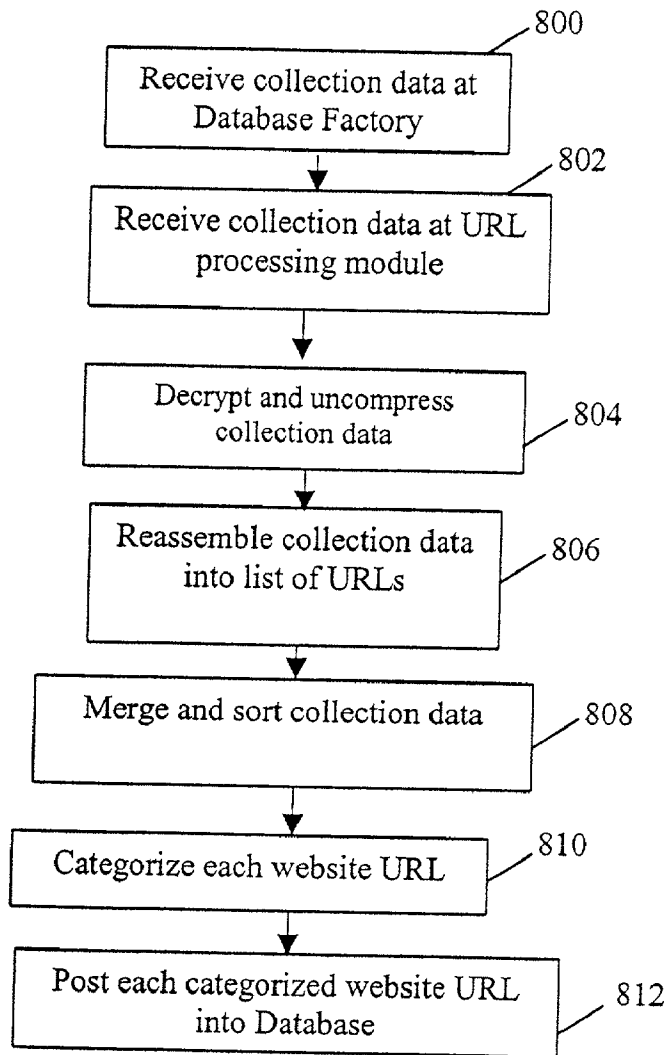 800
Receive collection data at
Database Factory
802
Receive collection data at URL
processing module
Decrypt and uncompress
collection data
804
Reassemble collection data
into list of URLs
806
Merge and sort collection data
808
Categorize each website URL
810
Post each categorized website URL
into Database
812